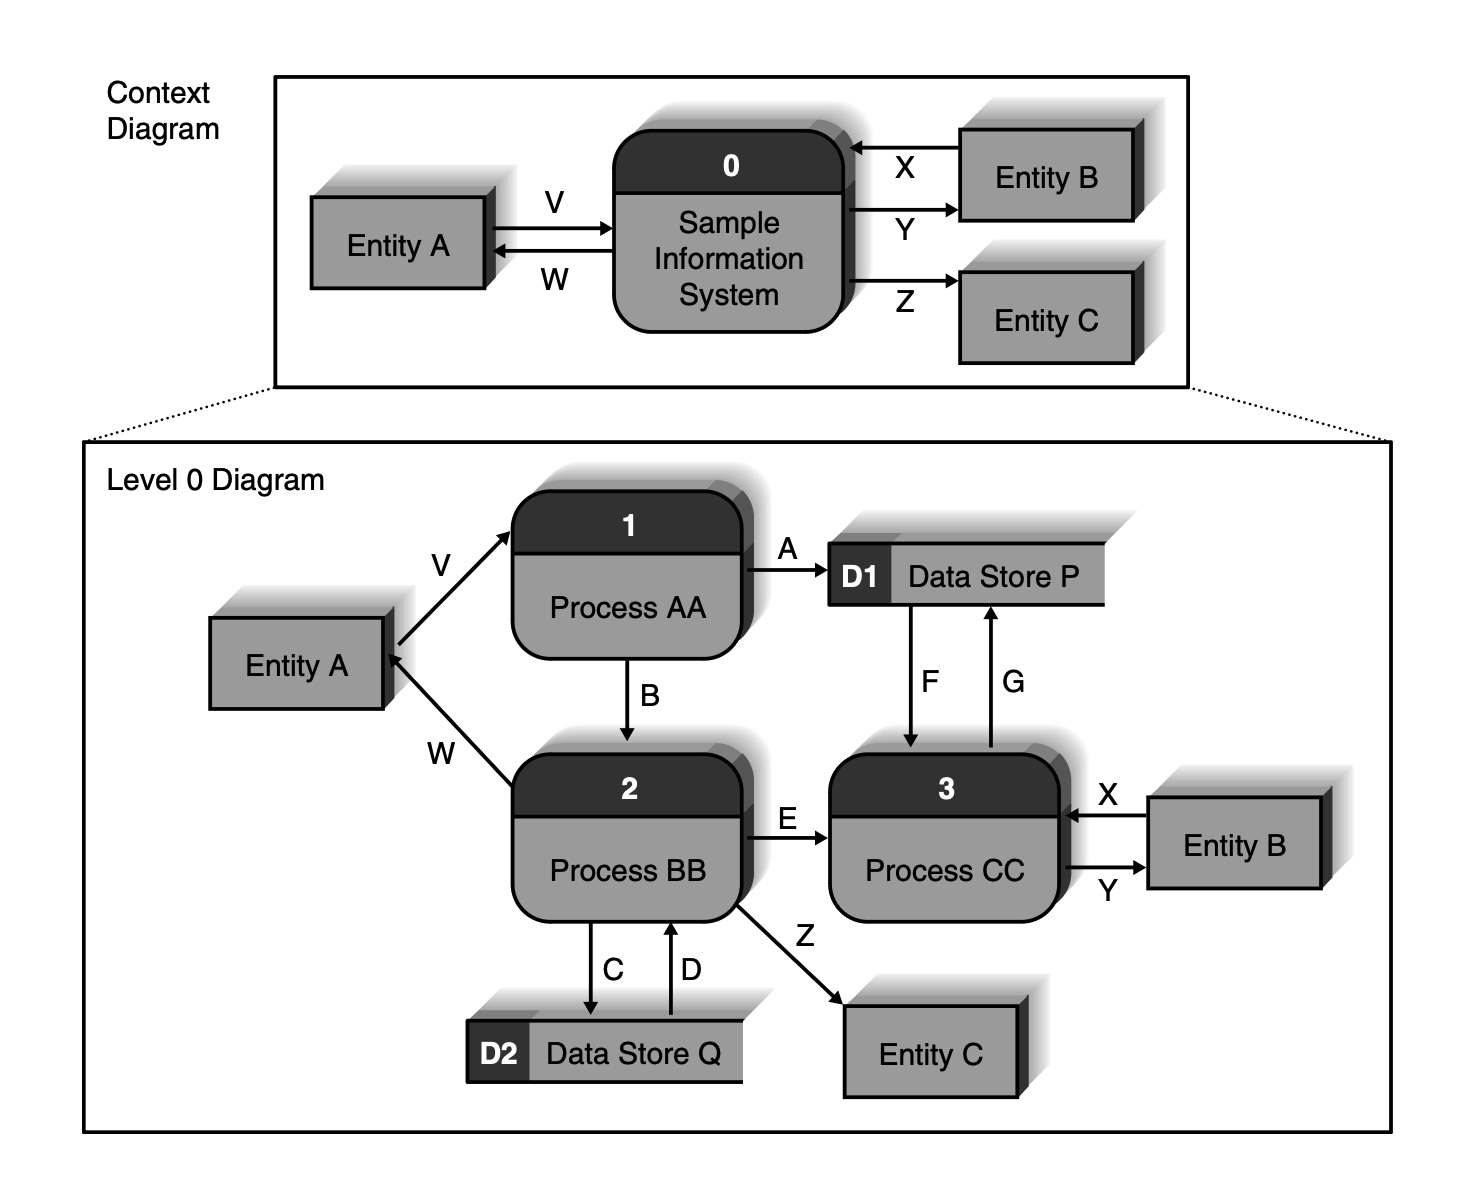 Context
Diagram
0
Sample
Information
System
Entity A
V
W
X
Y
Z
Entity B
Entity C
Level 0 Diagram
1
Process AA
A
D1 Data Store P
V
Entity A
W
B
F
G
2
Process BB
E
3
Process CC
X
Y
Entity B
C
D
Z
D2 Data Store Q
Entity C